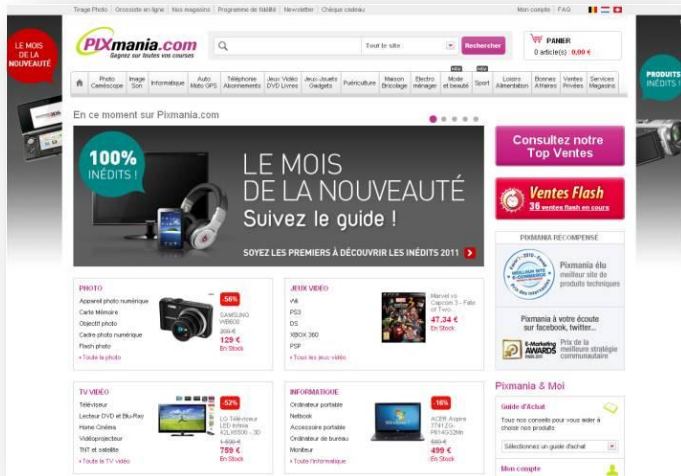 Tirage Photo | Grossiste en ligne | Nos magasins | Programme de fidélité | Newsletter | Chèque cadeau
Mon compte | FAQ
LE MOIS
DE LA
NOUVEAUTÉ
PIXmania.com
Gagnez sur toutes vos courses
Tout le site
Rechercher
PANIER
0 article(s) 0,00 €
PRODUITS
INÉDITS !
Photo
Caméscope
Image
Son
Informatique
Auto
Moto GPS
Téléphonie
Abonnements
Jeux Vidéo
DVD Livres
Jeux-Jouets
Gadgets
Puériculture
Maison
Bricolage
Electro
ménager
Mode
et beauté
Sport
Loisirs
Alimentation
Bonnes
Affaires
Ventes
Privées
Services
Magasins
En ce moment sur Pixmania.com
100%
INÉDITS !
LE MOIS
DE LA NOUVEAUTÉ
Suivez le guide !
SOYEZ LES PREMIERS À DÉCOUVRIR LES INÉDITS 2011
Consultez notre
Top Ventes
Ventes Flash
36 ventes flash en cours
PIXMANIA RÉCOMPENSÉ
Pixmania élu
meilleur site de
produits techniques
Pixmania à votre écoute
sur facebook, twitter...
E-Marketing
AWARDS
Prix de la
meilleure stratégie
communautaire
PHOTO
Appareil photo numérique
Carte Mémoire
Objectif photo
Cadre photo numérique
Flash photo
› Toute la photo
-56%
SAMSUNG
WB600
129 €
En Stock
JEUX VIDÉO
Wii
PS3
DS
XBOX 360
PSP
› Tous les jeux vidéo
Marvel vs
Capcom 3 - Fate
of Two
47,34 €
En Stock
TV VIDÉO
Téléviseur
Lecteur DVD et Blu-Ray
Home Cinéma
Vidéoprojecteur
TNT et satellite
› Toute la TV vidéo
-52%
LG Téléviseur
LED Infinia
759 €
En Stock
INFORMATIQUE
Ordinateur portable
Netbook
Accessoire portable
Ordinateur de bureau
Moniteur
› Toute l'informatique
-16%
ACER Aspire
7741ZG-
P614G32Mn
499 €
En Stock
Pixmania & Moi
Guide d'Achat
Tous nos conseils pour vous aider à
choisir nos produits
Sélectionnez un guide d'achat
Mon compte